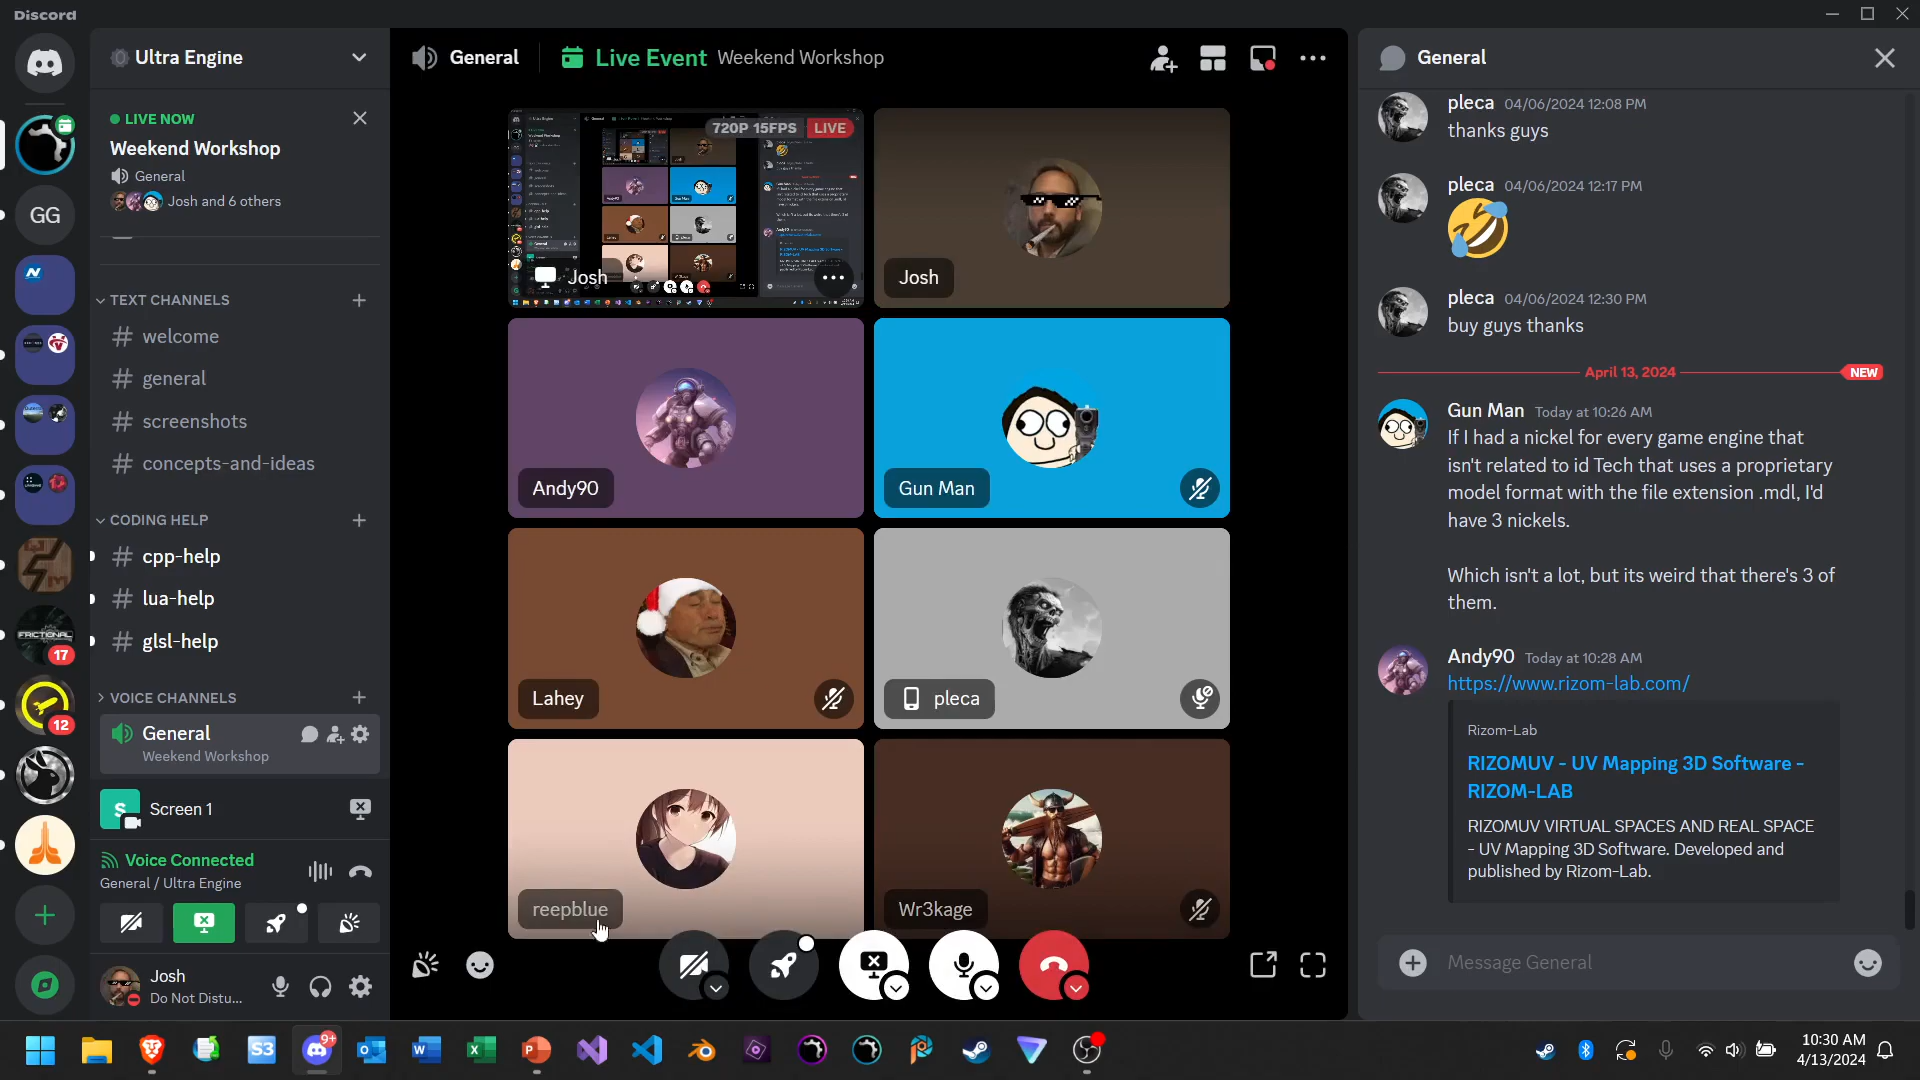 Discord
Ultra Engine
LIVE NOW
Weekend Workshop
General
Josh and 6 others
TEXT CHANNELS
welcome
general
screenshots
concepts-and-ideas
CODING HELP
cpp-help
lua-help
glsl-help
VOICE CHANNELS
General
Weekend Workshop
S
Screen 1
Voice Connected
General / Ultra Engine
Josh
Do Not Distu...
GG
FRICTIONAL
17
12
General
Live Event Weekend Workshop
720P 15FPS
LIVE
Josh
Josh
Andy90
Gun Man
Lahey
pleca
reepblue
Wr3kage
General
pleca 04/06/2024 12:08 PM
thanks guys
pleca 04/06/2024 12:17 PM
pleca 04/06/2024 12:30 PM
buy guys thanks
April 13, 2024
NEW
Gun Man Today at 10:26 AM
If I had a nickel for every game engine that
isn't related to id Tech that uses a proprietary
model format with the file extension .mdl, I'd
have 3 nickels.
Which isn't a lot, but its weird that there's 3 of
them.
Andy90 Today at 10:28 AM
https://www.rizom-lab.com/
Rizom-Lab
RIZOMUV - UV Mapping 3D Software -
RIZOM-LAB
RIZOMUV VIRTUAL SPACES AND REAL SPACE
- UV Mapping 3D Software. Developed and
published by Rizom-Lab.
Message General
S3
9+
10:30 AM
4/13/2024